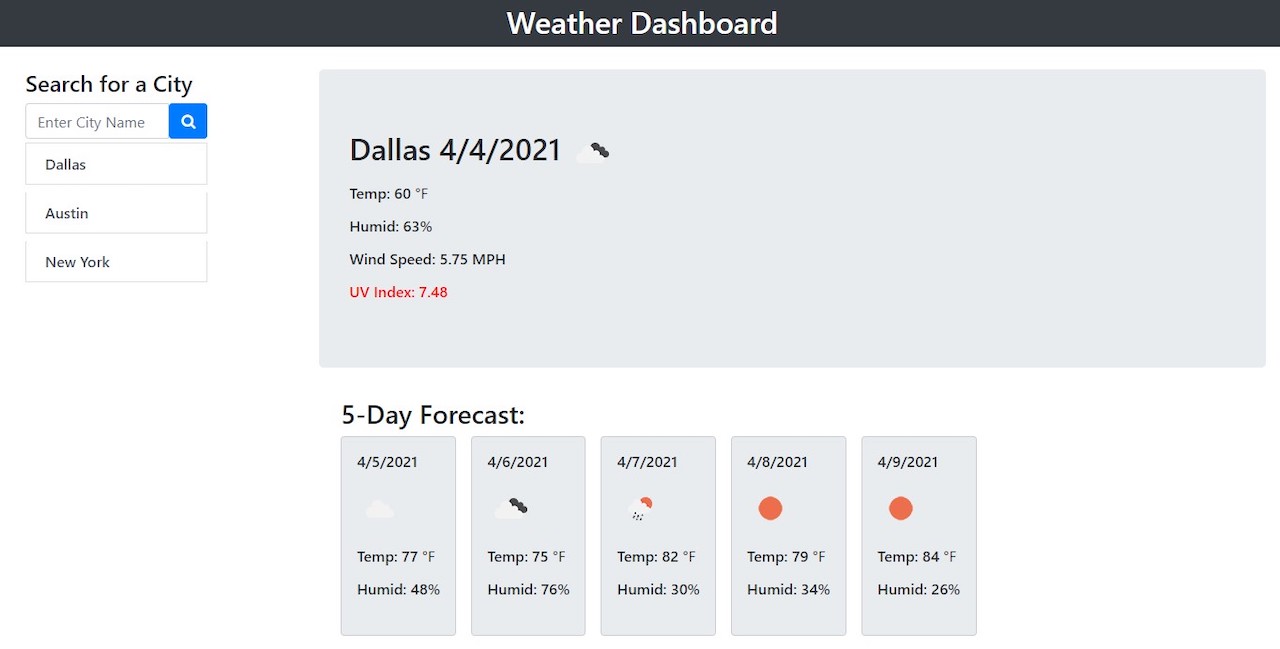 Weather Dashboard
Search for a City
Enter City Name
Dallas
Austin
New York
Dallas 4/4/2021
Temp: 60 °F
Humid: 63%
Wind Speed: 5.75 MPH
UV Index: 7.48
5-Day Forecast:
4/5/2021
Temp: 77 °F
Humid: 48%
4/6/2021
Temp: 75 °F
Humid: 76%
4/7/2021
Temp: 82 °F
Humid: 30%
4/8/2021
Temp: 79 °F
Humid: 34%
4/9/2021
Temp: 84 °F
Humid: 26%